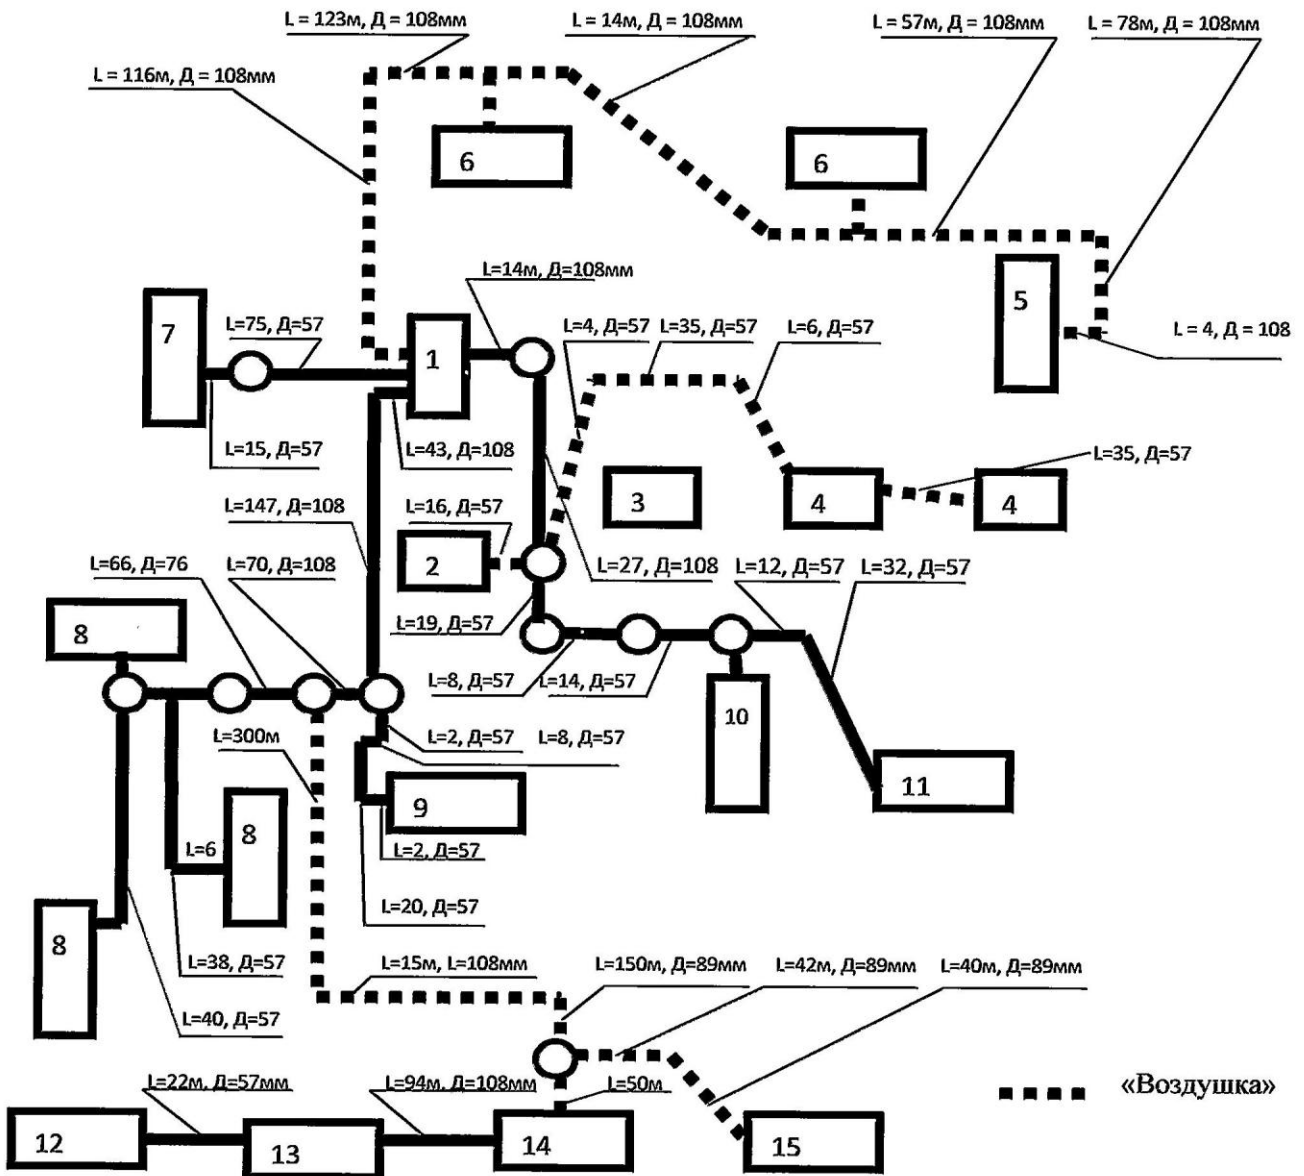 L = 123м, Д = 108мм
L = 14м, Д = 108мм
L = 57м, Д = 108мм
L = 78м, Д = 108мм
L = 116м, Д = 108мм
6
6
L=14м, Д=108мм
5
7
L=75, Д=57
L=4, Д=57
L=35, Д=57
L=6, Д=57
L = 4, Д = 108
1
L=15, Д=57
L=43, Д=108
L=35, Д=57
L=147, Д=108
L=16, Д=57
3
4
4
2
L=66, Д=76
L=70, Д=108
L=27, Д=108
L=12, Д=57
L=32, Д=57
8
L=19, Д=57
L=8, Д=57
L=14, Д=57
10
L=300м
L=2, Д=57
L=8, Д=57
11
9
8
L=6
L=2, Д=57
L=20, Д=57
8
L=38, Д=57
L=15м, L=108мм
L=150м, Д=89мм
L=42м, Д=89мм
L=40м, Д=89мм
L=40, Д=57
«Воздушка»
L=22м, Д=57мм
L=94м, Д=108мм
L=50м
12
13
14
15